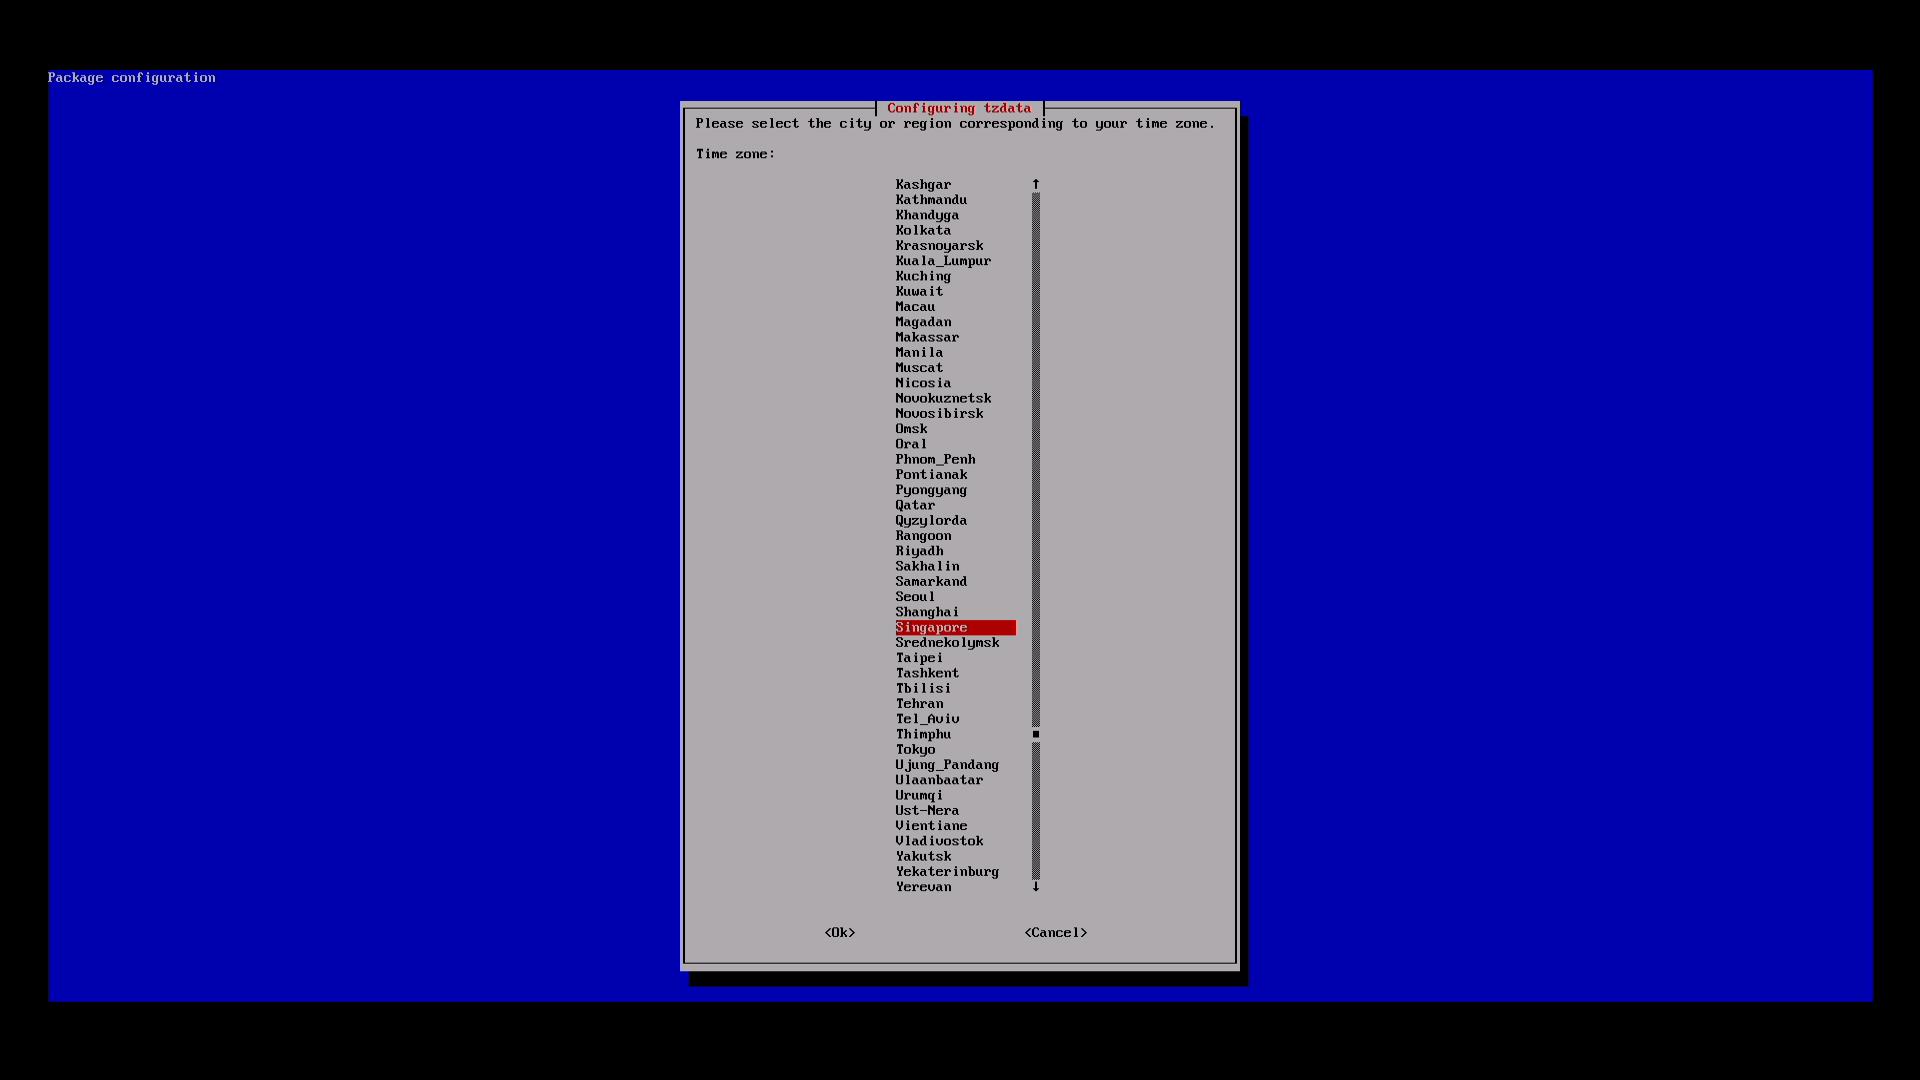 Package configuration
Configuring tzdata
Please select the city or region corresponding to your time zone.
Time zone:
Kashgar
Kathmandu
Khandyga
Kolkata
Krasnoyarsk
Kuala_Lumpur
Kuching
Kuwait
Macau
Magadan
Makassar
Manila
Muscat
Nicosia
Novokuznetsk
Novosibirsk
Omsk
Oral
Phnom_Penh
Pontianak
Pyongyang
Qatar
Qyzylorda
Rangoon
Riyadh
Sakhalin
Samarkand
Seoul
Shanghai
Singapore
Srednekolymsk
Taipei
Tashkent
Tbilisi
Tehran
Tel_Aviv
Thimphu
Tokyo
Ujung_Pandang
Ulaanbaatar
Urumqi
Ust-Nera
Vientiane
Vladivostok
Yakutsk
Yekaterinburg
Yerevan
<Ok> <Cancel>